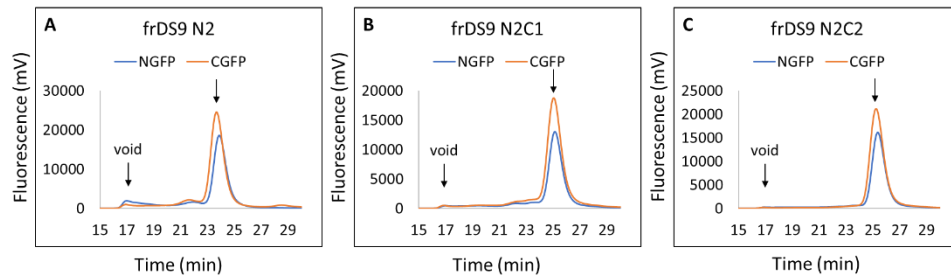 A
frDS9 N2
NGFP
CGFP
Fluorescence (mV)
30000
20000
10000
0
void
15 17 19 21 23 25 27 29
Time (min)
B
frDS9 N2C1
NGFP
CGFP
Fluorescence (mV)
20000
15000
10000
5000
0
void
15 17 19 21 23 25 27 29
Time (min)
C
frDS9 N2C2
NGFP
CGFP
Fluorescence (mV)
25000
20000
15000
10000
5000
0
void
15 17 19 21 23 25 27 29
Time (min)